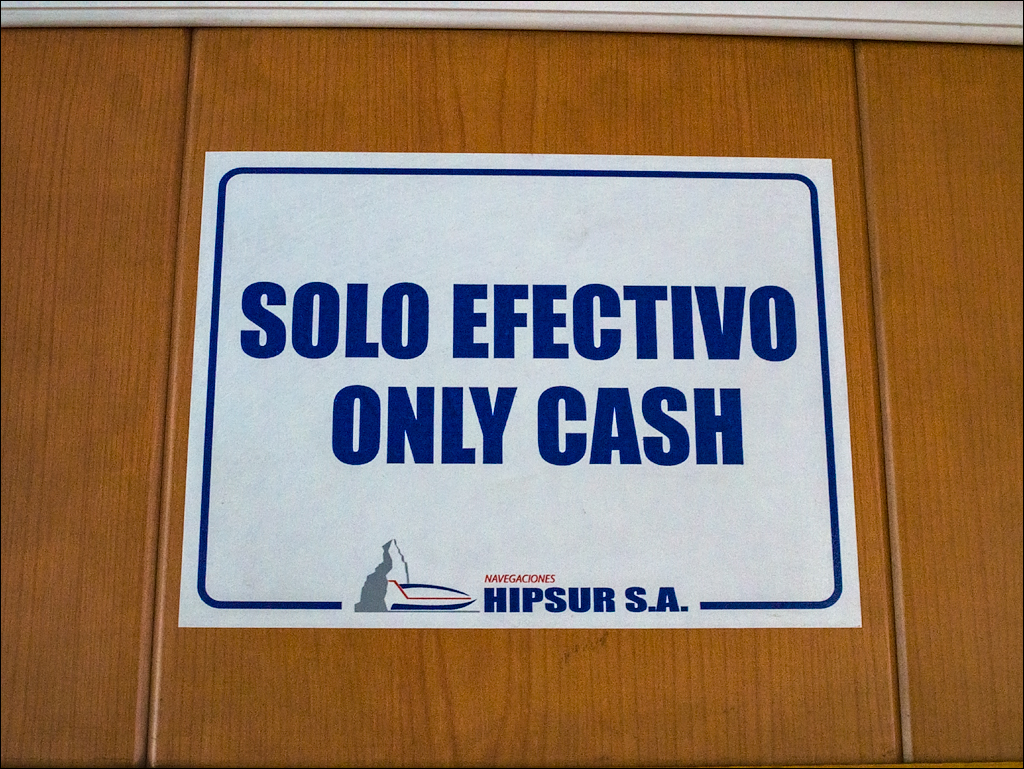 SOLO EFECTIVO
ONLY CASH
NAVEGACIONES
HIPSUR S.A.